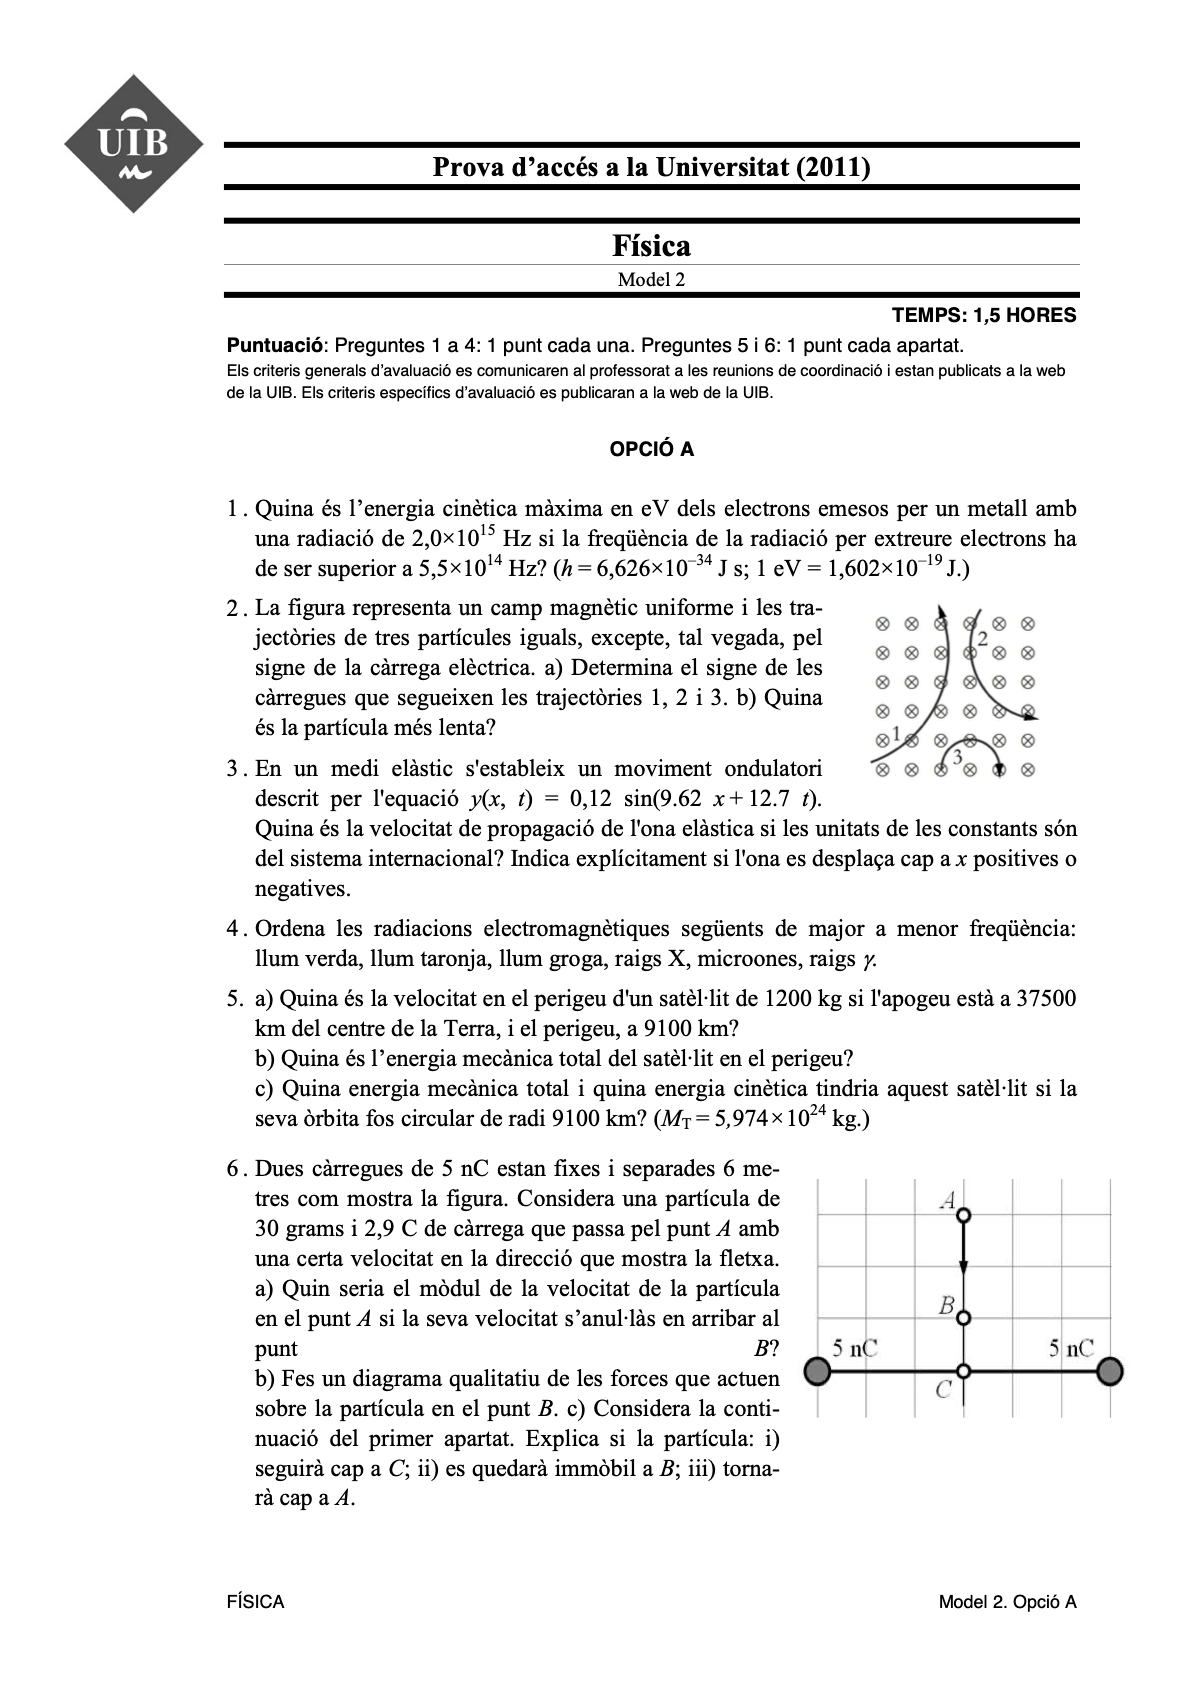 UIB
Prova d’accés a la Universitat (2011)
Física
Model 2
TEMPS: 1,5 HORES
Puntuació: Preguntes 1 a 4: 1 punt cada una. Preguntes 5 i 6: 1 punt cada apartat.
Els criteris generals d’avaluació es comunicaren al professorat a les reunions de coordinació i estan publicats a la web
de la UIB. Els criteris específics d’avaluació es publicaran a la web de la UIB.
OPCIÓ A
1. Quina és l’energia cinètica màxima en eV dels electrons emesos per un metall amb
una radiació de 2,0×10¹⁵ Hz si la freqüència de la radiació per extreure electrons ha
de ser superior a 5,5×10¹⁴ Hz? (h = 6,626×10⁻³⁴ J s; 1 eV = 1,602×10⁻¹⁹ J.)
2. La figura representa un camp magnètic uniforme i les tra-
jectòries de tres partícules iguals, excepte, tal vegada, pel
signe de la càrrega elèctrica. a) Determina el signe de les
càrregues que segueixen les trajectòries 1, 2 i 3. b) Quina
és la partícula més lenta?
2
1
3
3. En un medi elàstic s'estableix un moviment ondulatori
descrit per l'equació y(x, t) = 0,12 sin(9.62 x + 12.7 t).
Quina és la velocitat de propagació de l'ona elàstica si les unitats de les constants són
del sistema internacional? Indica explícitament si l'ona es desplaça cap a x positives o
negatives.
4. Ordena les radiacions electromagnètiques següents de major a menor freqüència:
llum verda, llum taronja, llum groga, raigs X, microones, raigs γ.
5. a) Quina és la velocitat en el perigeu d'un satèl·lit de 1200 kg si l'apogeu està a 37500
km del centre de la Terra, i el perigeu, a 9100 km?
b) Quina és l’energia mecànica total del satèl·lit en el perigeu?
c) Quina energia mecànica total i quina energia cinètica tindria aquest satèl·lit si la
seva òrbita fos circular de radi 9100 km? (MT = 5,974×10²⁴ kg.)
6. Dues càrregues de 5 nC estan fixes i separades 6 me-
tres com mostra la figura. Considera una partícula de
30 grams i 2,9 C de càrrega que passa pel punt A amb
una certa velocitat en la direcció que mostra la fletxa.
a) Quin seria el mòdul de la velocitat de la partícula
en el punt A si la seva velocitat s’anul·làs en arribar al
punt B?
b) Fes un diagrama qualitatiu de les forces que actuen
sobre la partícula en el punt B. c) Considera la conti-
nuació del primer apartat. Explica si la partícula: i)
seguirà cap a C; ii) es quedarà immòbil a B; iii) torna-
rà cap a A.
A
B
5 nC 5 nC
C
FÍSICA Model 2. Opció A